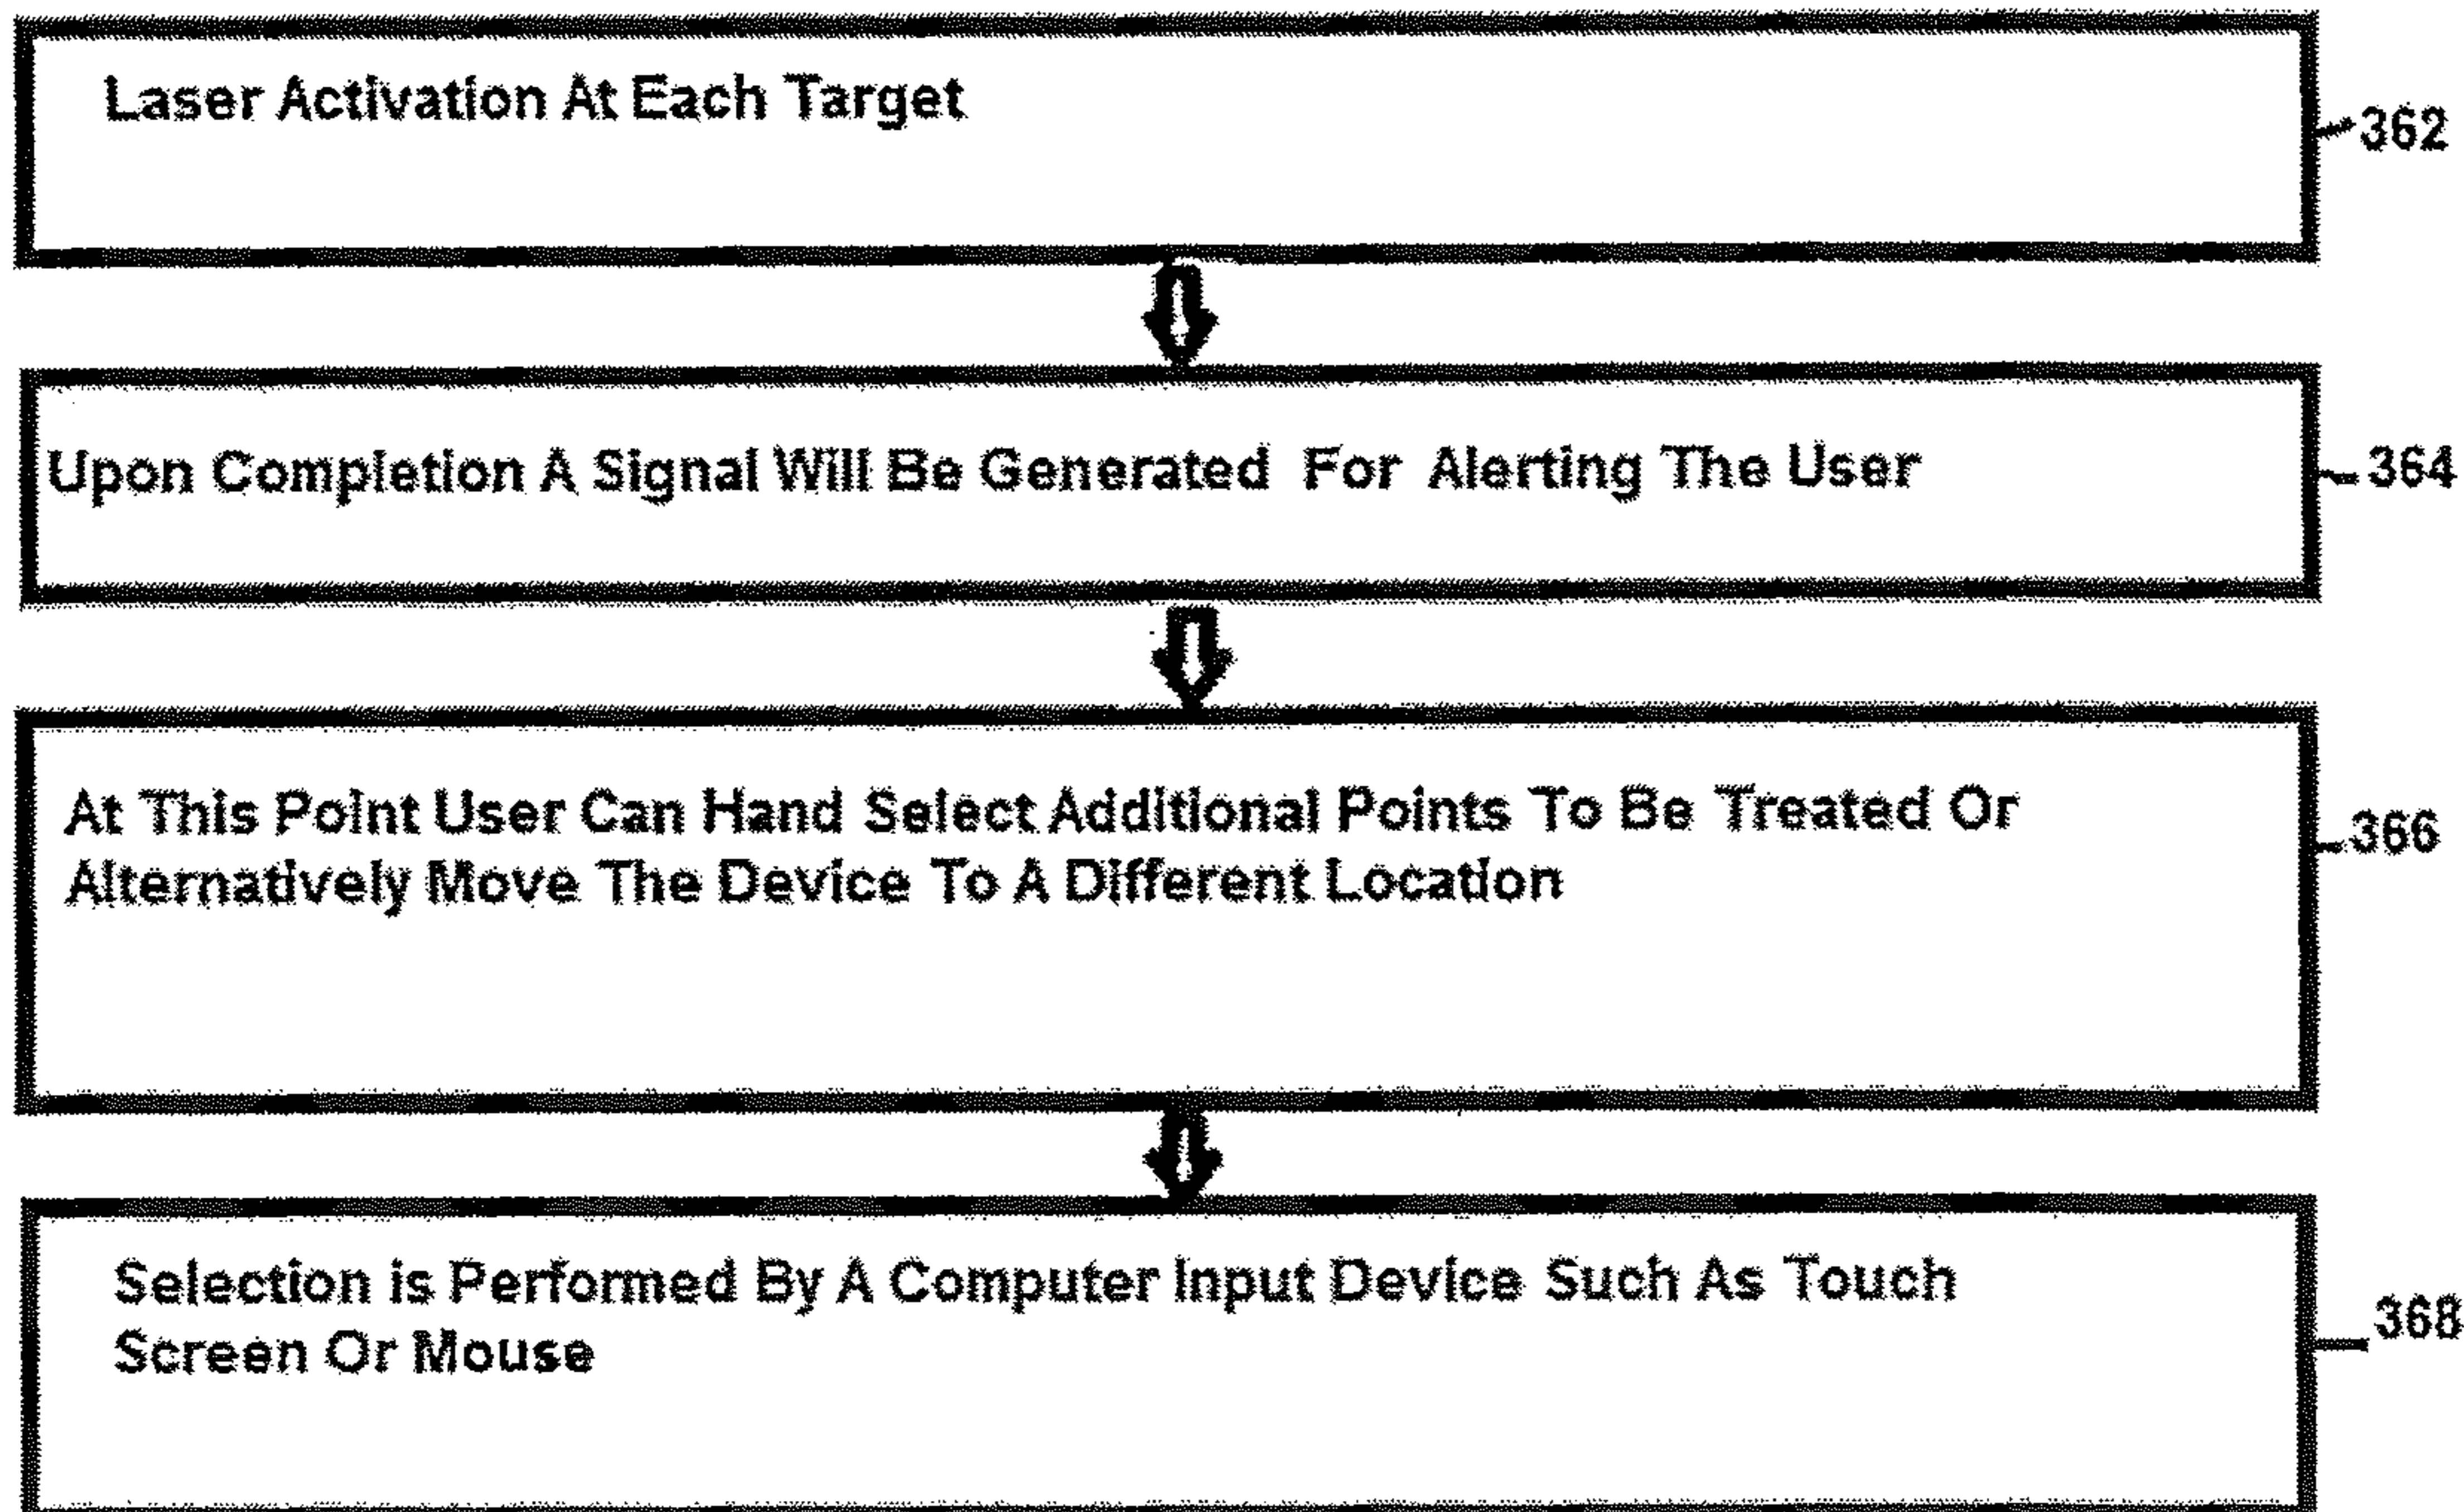 Laser Activation At Each Target
362
Upon Completion A Signal Will Be Generated For Alerting The User
364
At This Point User Can Hand Select Additional Points To Be Treated Or
Alternatively Move The Device To A Different Location
366
Selection is Performed By A Computer Input Device Such As Touch
Screen Or Mouse
368